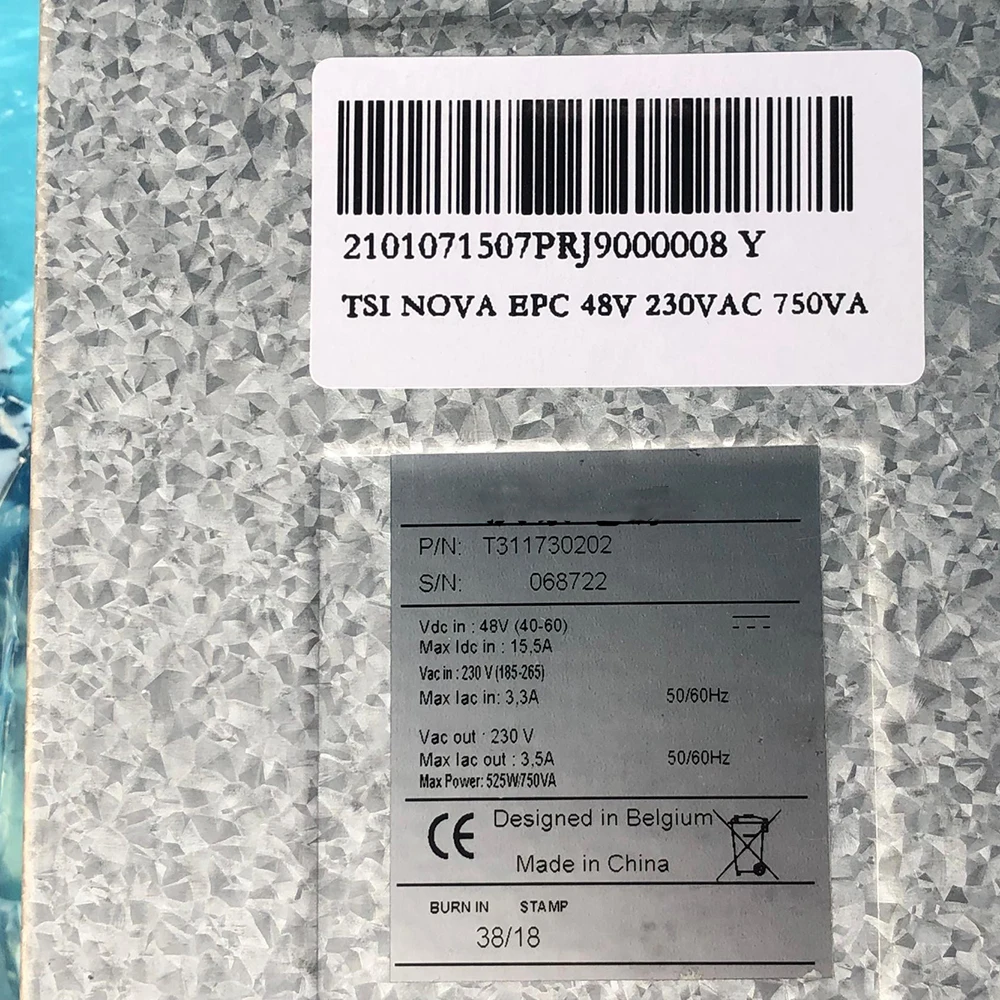 2101071507PRJ9000008 Y
TSI NOVA EPC 48V 230VAC 750VA
P/N: T311730202
S/N: 068722
Vdc in : 48V (40-60)
Max Idc in : 15,5A
Vac in : 230 V (185-265)
Max Iac in: 3,3A 50/60Hz
Vac out : 230 V
Max Iac out : 3,5A 50/60Hz
Max Power: 525W/750VA
CE Designed in Belgium
Made in China
BURN IN STAMP
38/18